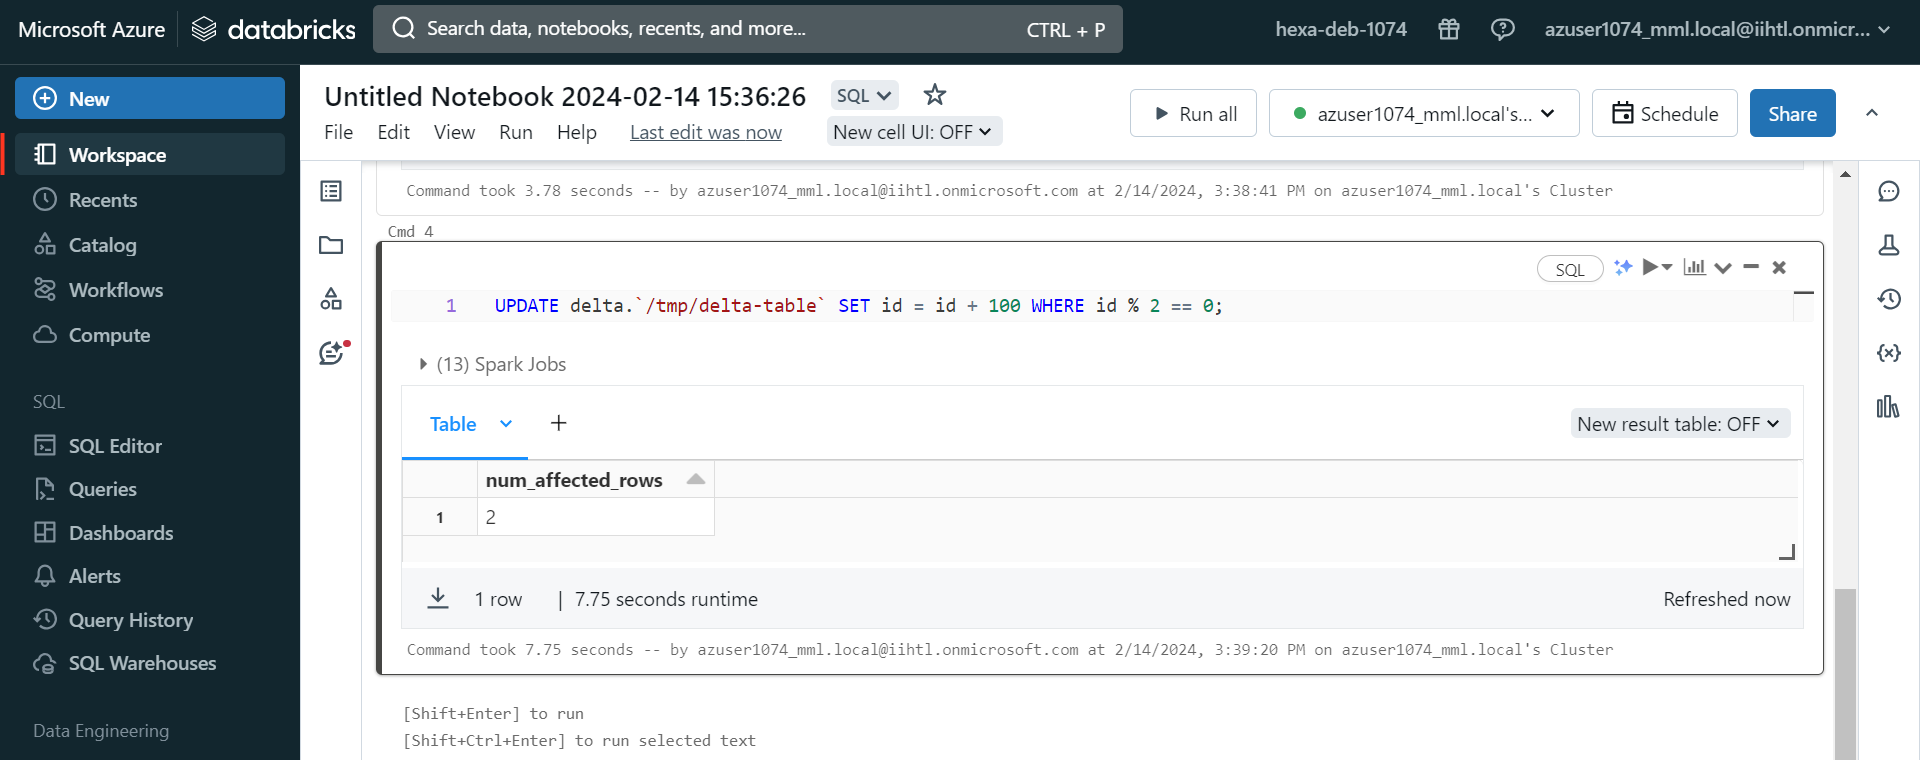 Microsoft Azure databricks Search data, notebooks, recents, and more... CTRL + P hexa-deb-1074 azuser1074_mml.local@iihtl.onmicr...
New
Workspace
Recents
Catalog
Workflows
Compute
SQL
SQL Editor
Queries
Dashboards
Alerts
Query History
SQL Warehouses
Data Engineering
Untitled Notebook 2024-02-14 15:36:26 SQL
File Edit View Run Help Last edit was now New cell UI: OFF
Run all azuser1074_mml.local's... Schedule Share
Command took 3.78 seconds -- by azuser1074_mml.local@iihtl.onmicrosoft.com at 2/14/2024, 3:38:41 PM on azuser1074_mml.local's Cluster
Cmd 4
SQL
1 UPDATE delta.`/tmp/delta-table` SET id = id + 100 WHERE id % 2 == 0;
(13) Spark Jobs
Table + New result table: OFF
num_affected_rows
1 2
1 row | 7.75 seconds runtime Refreshed now
Command took 7.75 seconds -- by azuser1074_mml.local@iihtl.onmicrosoft.com at 2/14/2024, 3:39:20 PM on azuser1074_mml.local's Cluster
[Shift+Enter] to run
[Shift+Ctrl+Enter] to run selected text